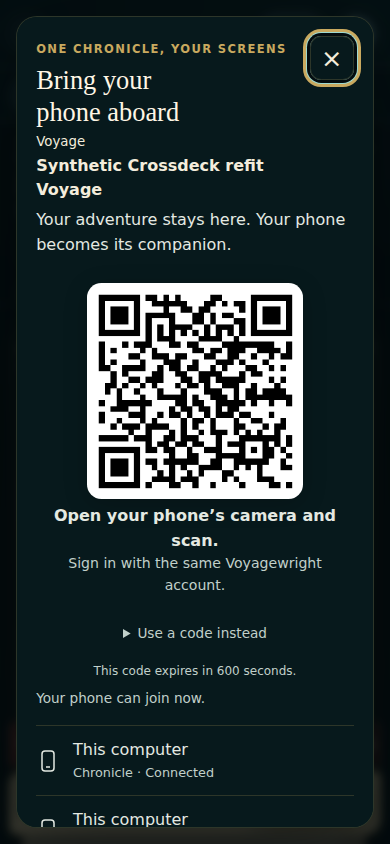 ONE CHRONICLE, YOUR SCREENS
Bring your
phone aboard
Voyage
Synthetic Crossdeck refit
Voyage
Your adventure stays here. Your phone
becomes its companion.
Open your phone’s camera and
scan.
Sign in with the same Voyagewright
account.
Use a code instead
This code expires in 600 seconds.
Your phone can join now.
This computer
Chronicle · Connected
This computer